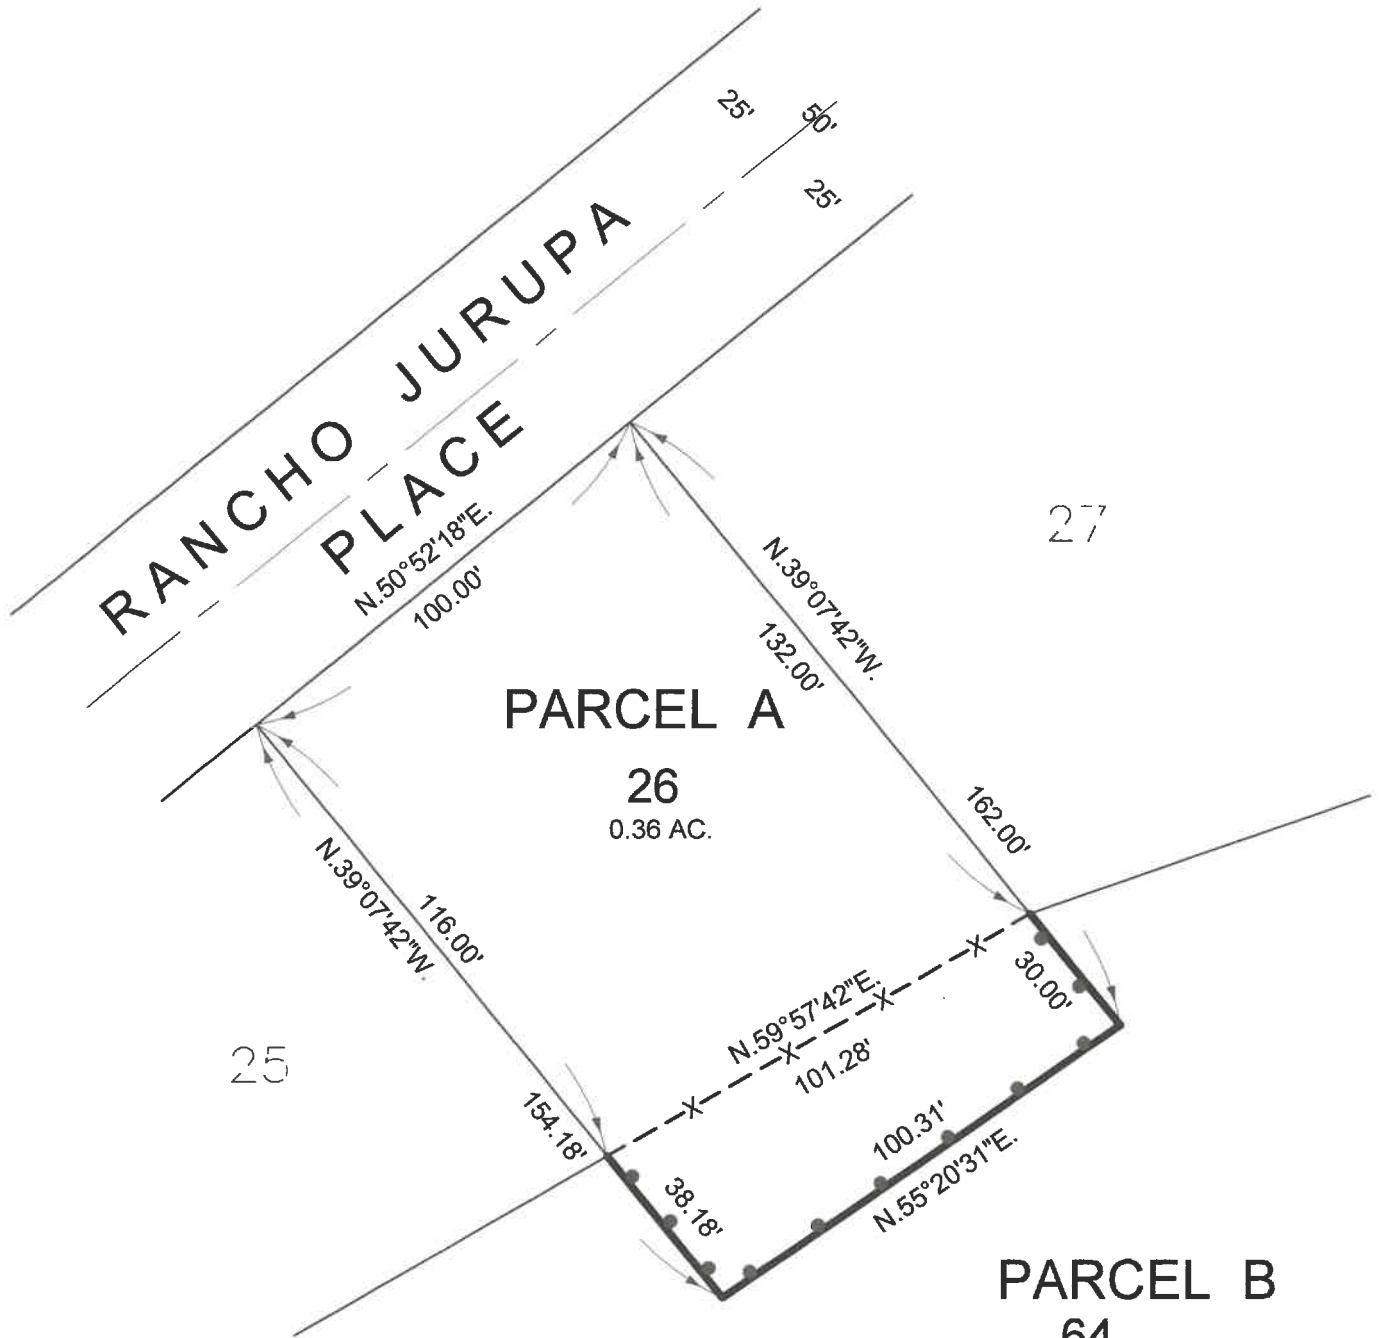 25'
50'
25'
RANCHO JURUPA
PLACE
N.50°52'18"E.
100.00'
27
N.39°07'42"W.
132.00'
PARCEL A
26
0.36 AC.
162.00'
N.39°07'42"W.
116.00'
N.59°57'42"E.
101.28'
30.00'
25
154.18'
38.18'
100.31'
N.55°20'31"E.
PARCEL B
64